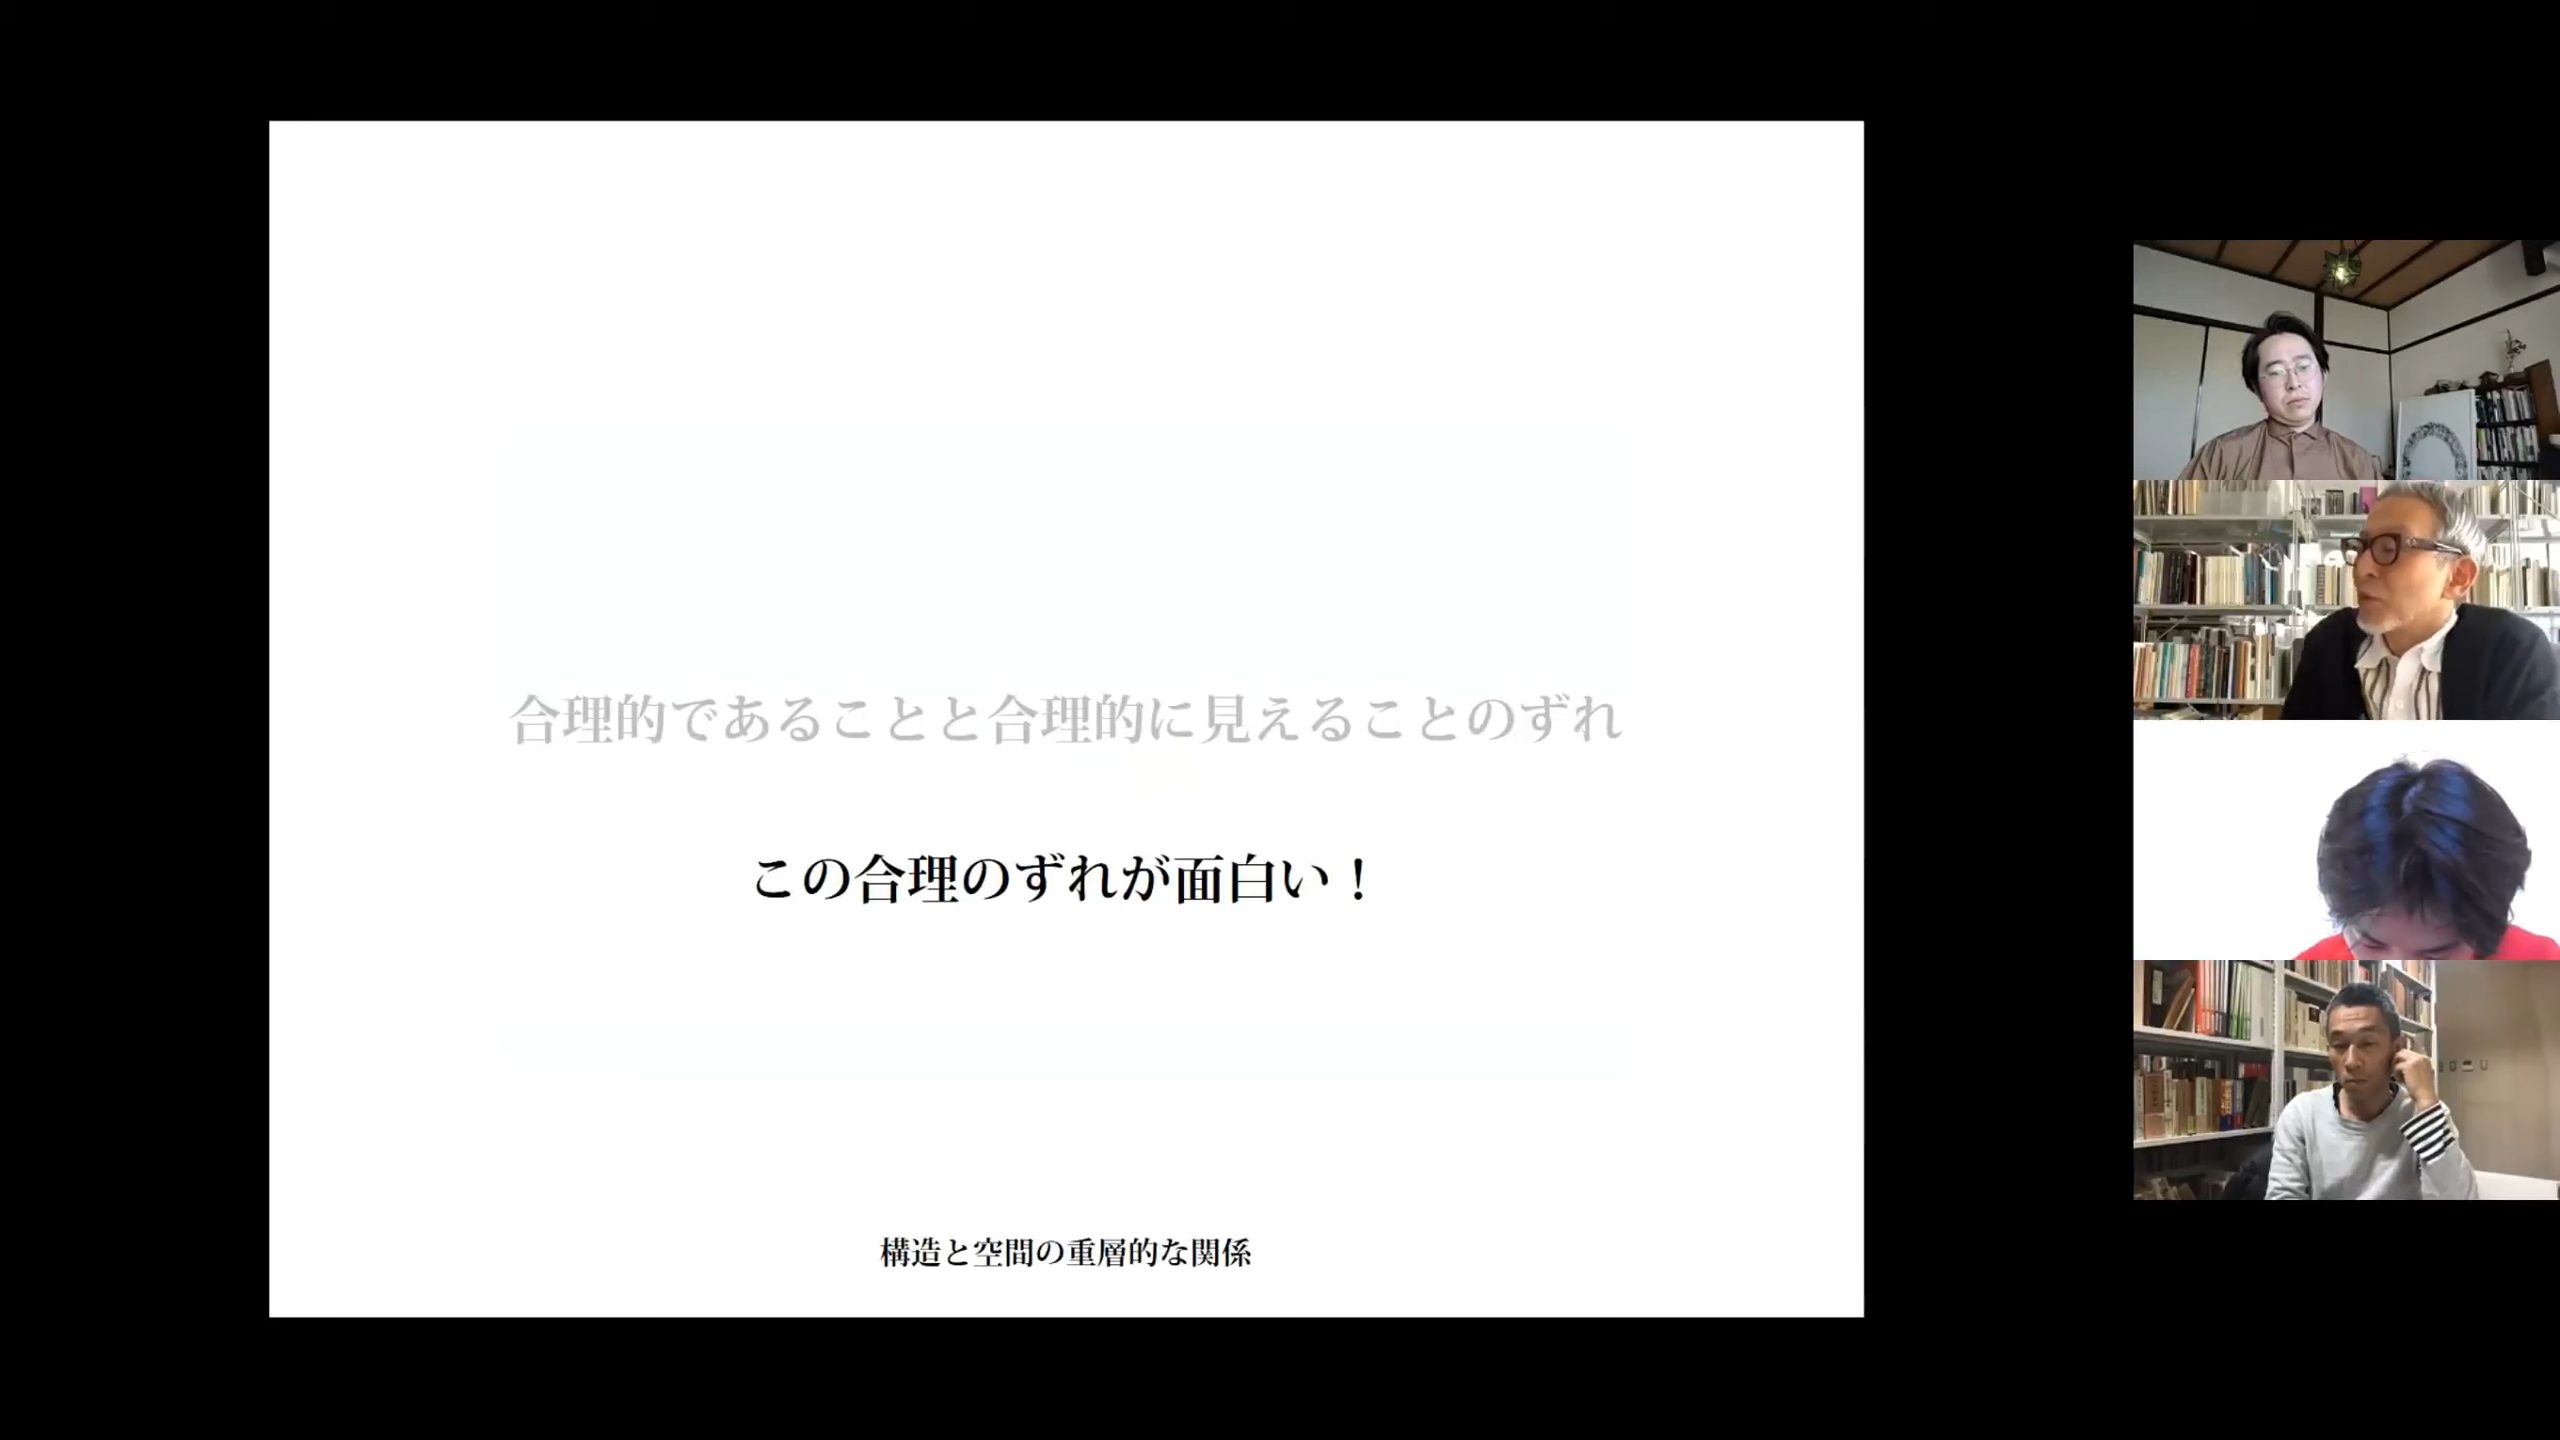 合理的であることと合理的に見えることのずれ
この合理のずれが面白い！
構造と空間の重層的な関係